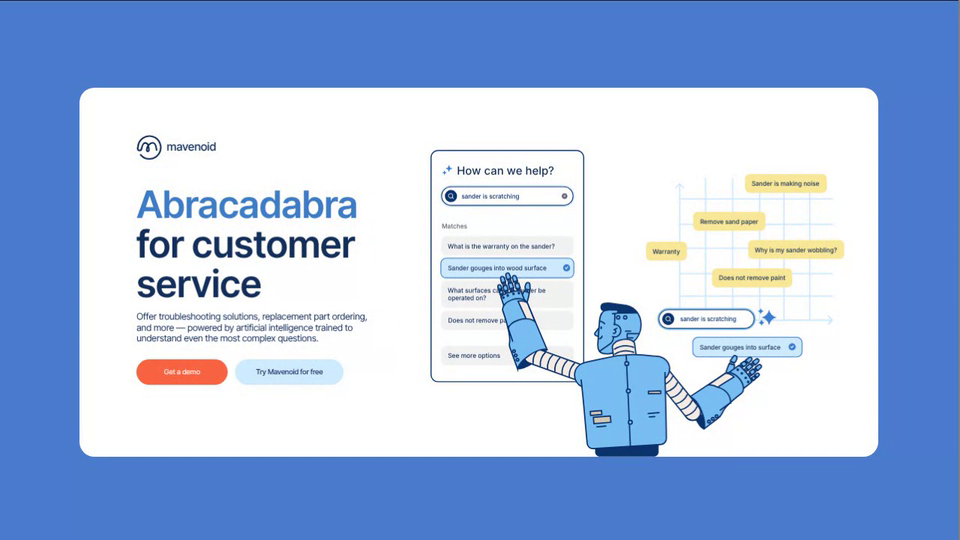 mavenoid
Abracadabra
for customer
service
Offer troubleshooting solutions, replacement part ordering,
and more — powered by artificial intelligence trained to
understand even the most complex questions.
Get a demo
Try Mavenoid for free
How can we help?
sander is scratching
Matches
What is the warranty on the sander?
Sander gouges into wood surface
What surfaces be
operated on?
Does not remove
See more options
Sander is making noise
Remove sand paper
Warranty
Why is my sander wobbling?
Does not remove paint
sander is scratching
Sander gouges into surface